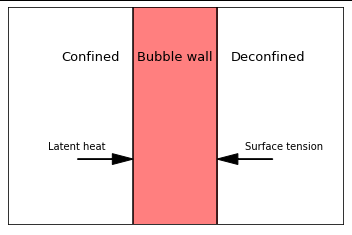 Confined
Bubble wall
Deconfined
Latent heat
Surface tension